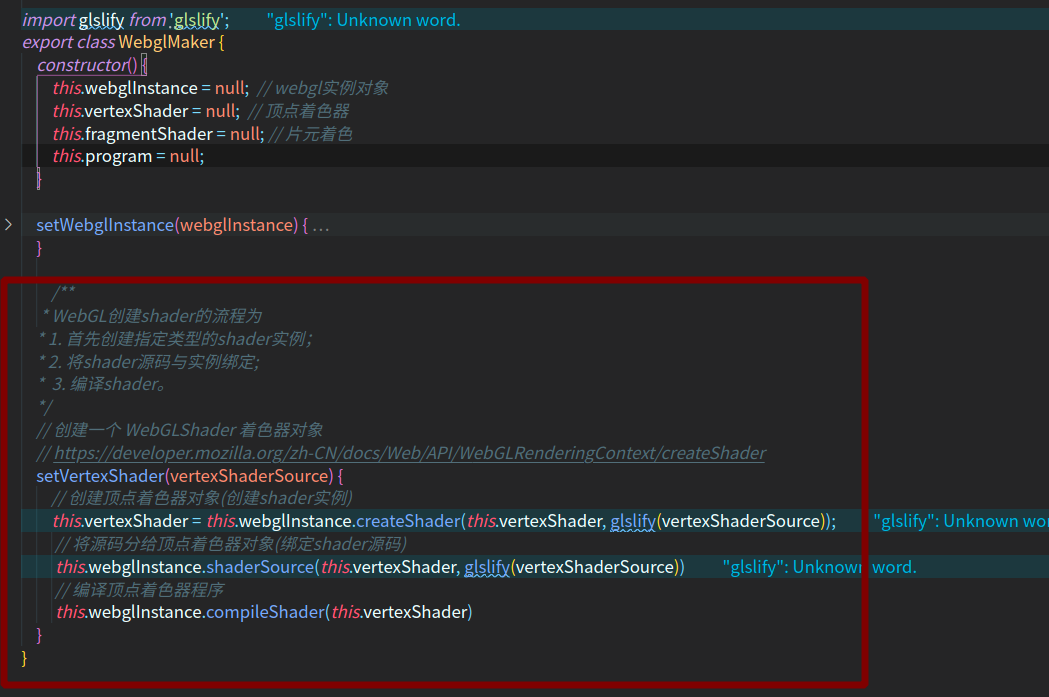 import glslify from 'glslify'; "glslify": Unknown word.
export class WebglMaker {
constructor() {
this.webglInstance = null; // webgl实例对象
this.vertexShader = null; // 顶点着色器
this.fragmentShader = null; // 片元着色
this.program = null;
}
setWebglInstance(webglInstance) { ...
}
/**
* WebGL创建shader的流程为
* 1. 首先创建指定类型的shader实例;
* 2. 将shader源码与实例绑定;
* 3. 编译shader。
*/
// 创建一个 WebGLShader 着色器对象
// https://developer.mozilla.org/zh-CN/docs/Web/API/WebGLRenderingContext/createShader
setVertexShader(vertexShaderSource) {
// 创建顶点着色器对象(创建shader实例)
this.vertexShader = this.webglInstance.createShader(this.vertexShader, glslify(vertexShaderSource)); "glslify": Unknown wor
// 将源码分给顶点着色器对象(绑定shader源码)
this.webglInstance.shaderSource(this.vertexShader, glslify(vertexShaderSource)) "glslify": Unknown word.
// 编译顶点着色器程序
this.webglInstance.compileShader(this.vertexShader)
}
}